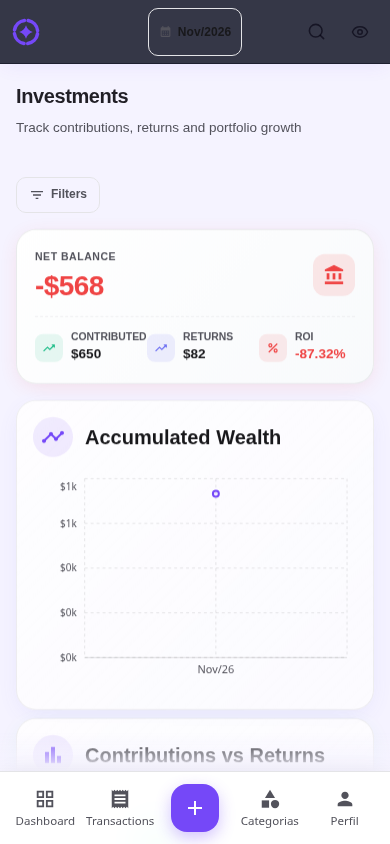 Nov/2026
Investments
Track contributions, returns and portfolio growth
Filters
NET BALANCE
-$568
CONTRIBUTED
$650
RETURNS
$82
ROI
-87.32%
Accumulated Wealth
$1k
$1k
$0k
$0k
$0k
Nov/26
Contributions vs Returns
Dashboard
Transactions
Categorias
Perfil